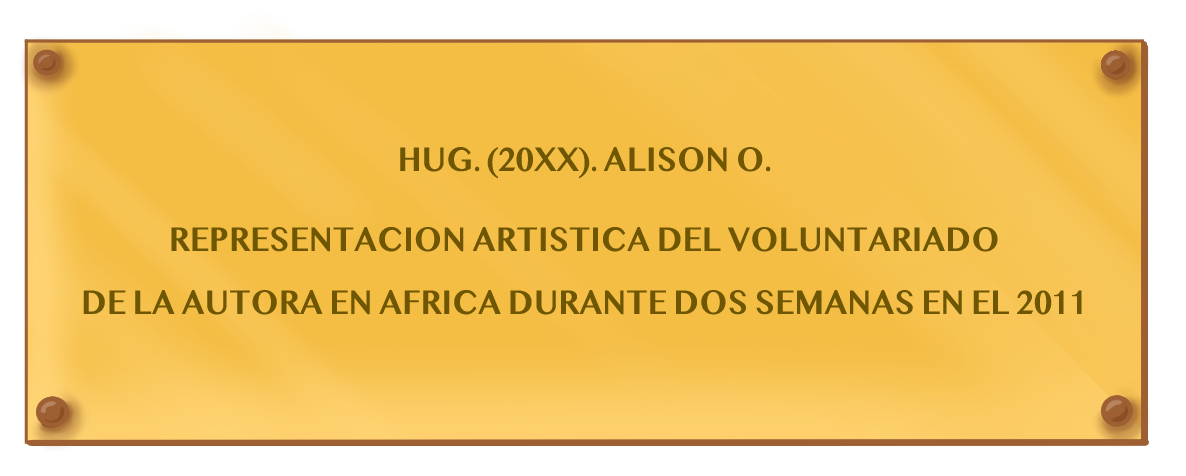 HUG. (20XX). ALISON O.
REPRESENTACION ARTISTICA DEL VOLUNTARIADO
DE LA AUTORA EN AFRICA DURANTE DOS SEMANAS EN EL 2011